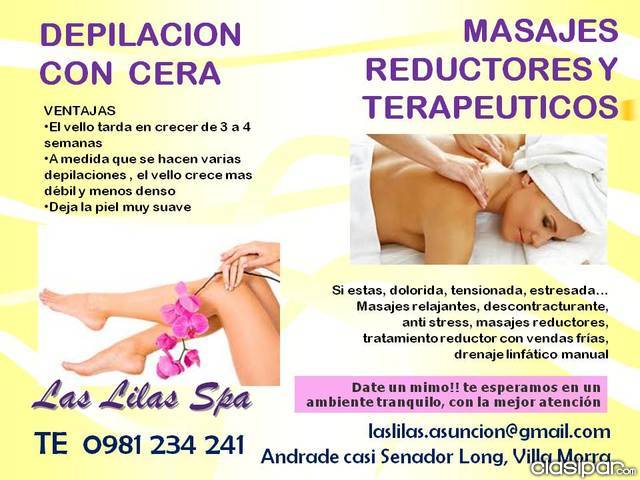 DEPILACION
CON CERA
VENTAJAS
•El vello tarda en crecer de 3 a 4
semanas
•A medida que se hacen varias
depilaciones , el vello crece mas
débil y menos denso
•Deja la piel muy suave
Las Lilas Spa
TE 0981 234 241
MASAJES
REDUCTORES Y
TERAPEUTICOS
Si estas, dolorida, tensionada, estresada...
Masajes relajantes, descontracturante,
anti stress, masajes reductores,
tratamiento reductor con vendas frías,
drenaje linfático manual
Date un mimo!! te esperamos en un
ambiente tranquilo, con la mejor atención
laslilas.asuncion@gmail.com
Andrade casi Senador Long, Villa Morra
clasipar.com